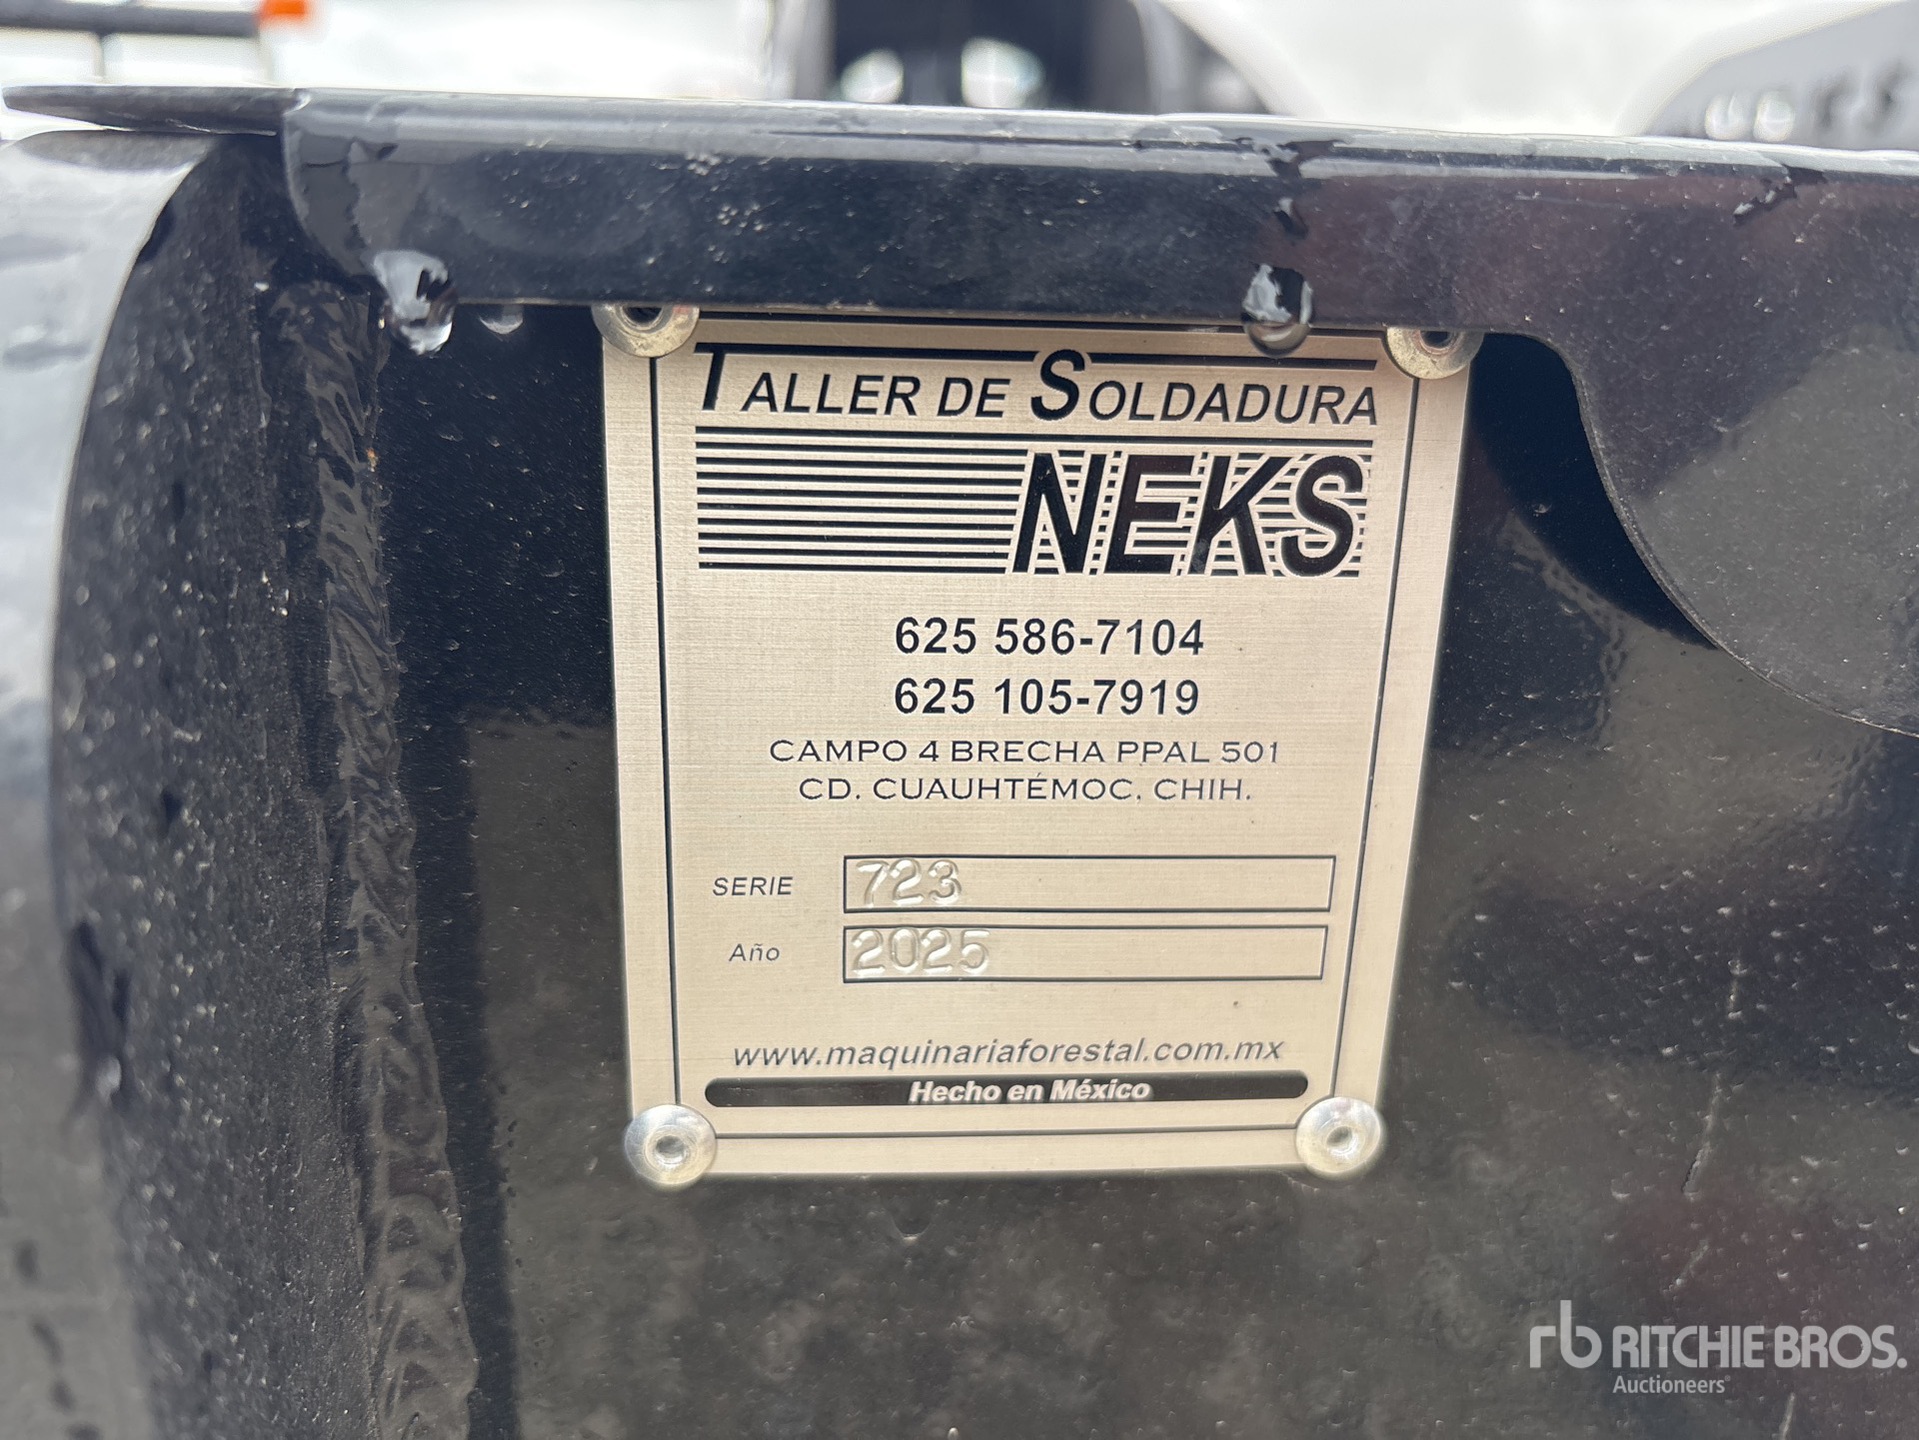 TALLER DE SOLDADURA
NEKS
625 586-7104
625 105-7919
CAMPO 4 BRECHA PPAL 501
CD. CUAUHTÉMOC, CHIH.
SERIE 723
Año 2025
www.maquinariaforestal.com.mx
Hecho en México
rb RITCHIE BROS.
Auctioneers